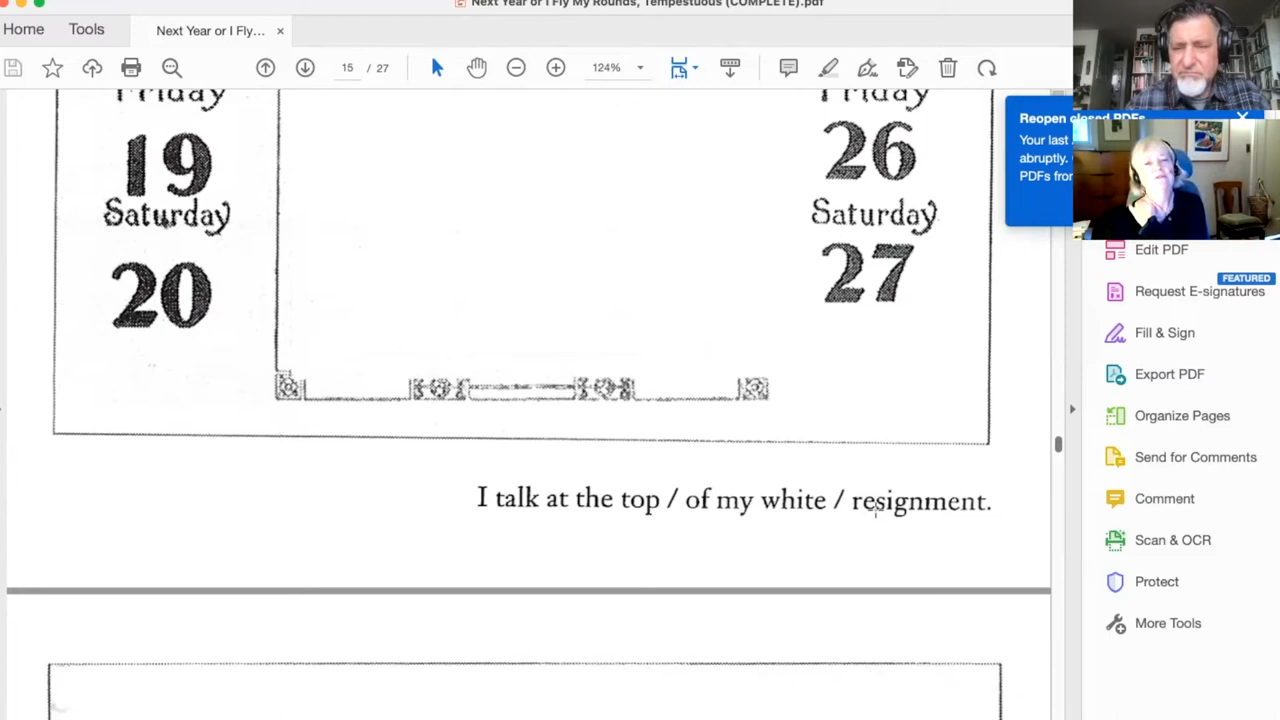 Next Year or I Fly My Rounds, Tempestuous (COMPLETE).pdf
Home
Tools
Next Year or I Fly...
15 / 27
124%
Friday
19
Saturday
20
Friday
26
Saturday
27
Reopen closed PDFs
Your last
abruptly.
PDFs fro
I talk at the top / of my white / resignment.
Edit PDF
FEATURED
Request E-signatures
Fill & Sign
Export PDF
Organize Pages
Send for Comments
Comment
Scan & OCR
Protect
More Tools